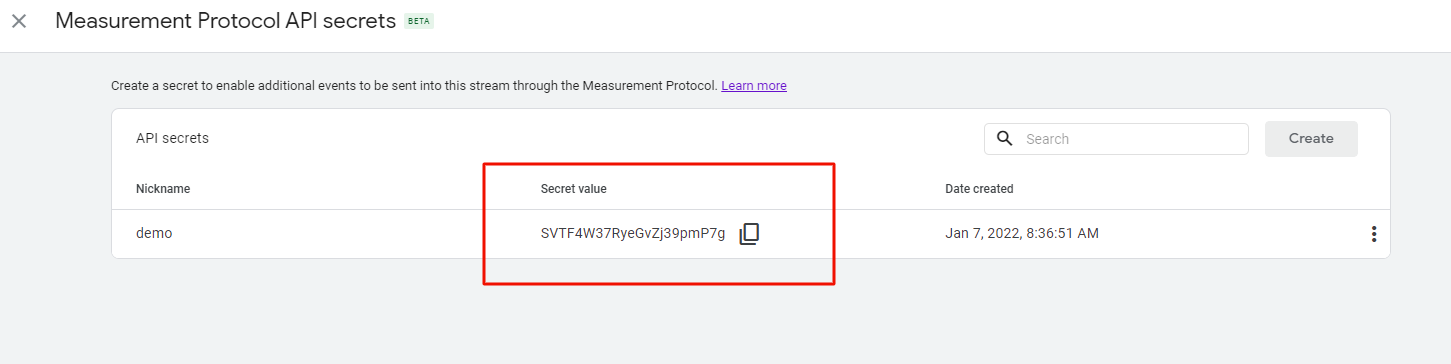 Measurement Protocol API secrets BETA
Create a secret to enable additional events to be sent into this stream through the Measurement Protocol. Learn more
API secrets Search Create
Nickname Secret value Date created
demo SVTF4W37RyeGvZj39pmP7g Jan 7, 2022, 8:36:51 AM